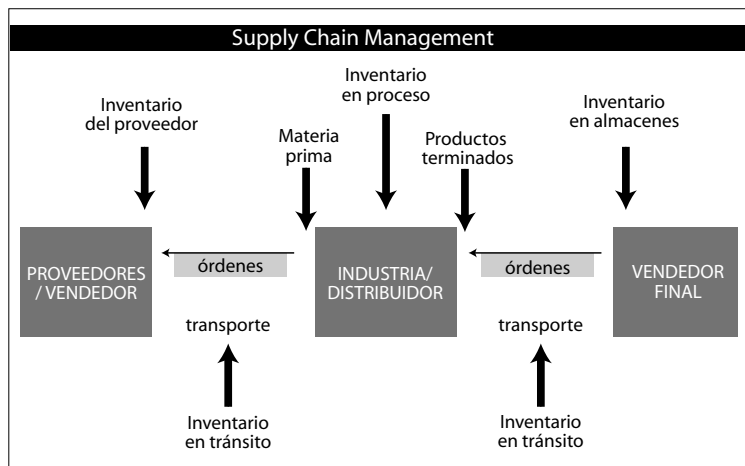 Supply Chain Management
Inventario
en proceso
Inventario
del proveedor
Inventario
en almacenes
Materia
prima
Productos
terminados
PROVEEDORES
/ VENDEDOR
órdenes
INDUSTRIA/
DISTRIBUIDOR
órdenes
VENDEDOR
FINAL
transporte
transporte
Inventario
en tránsito
Inventario
en tránsito